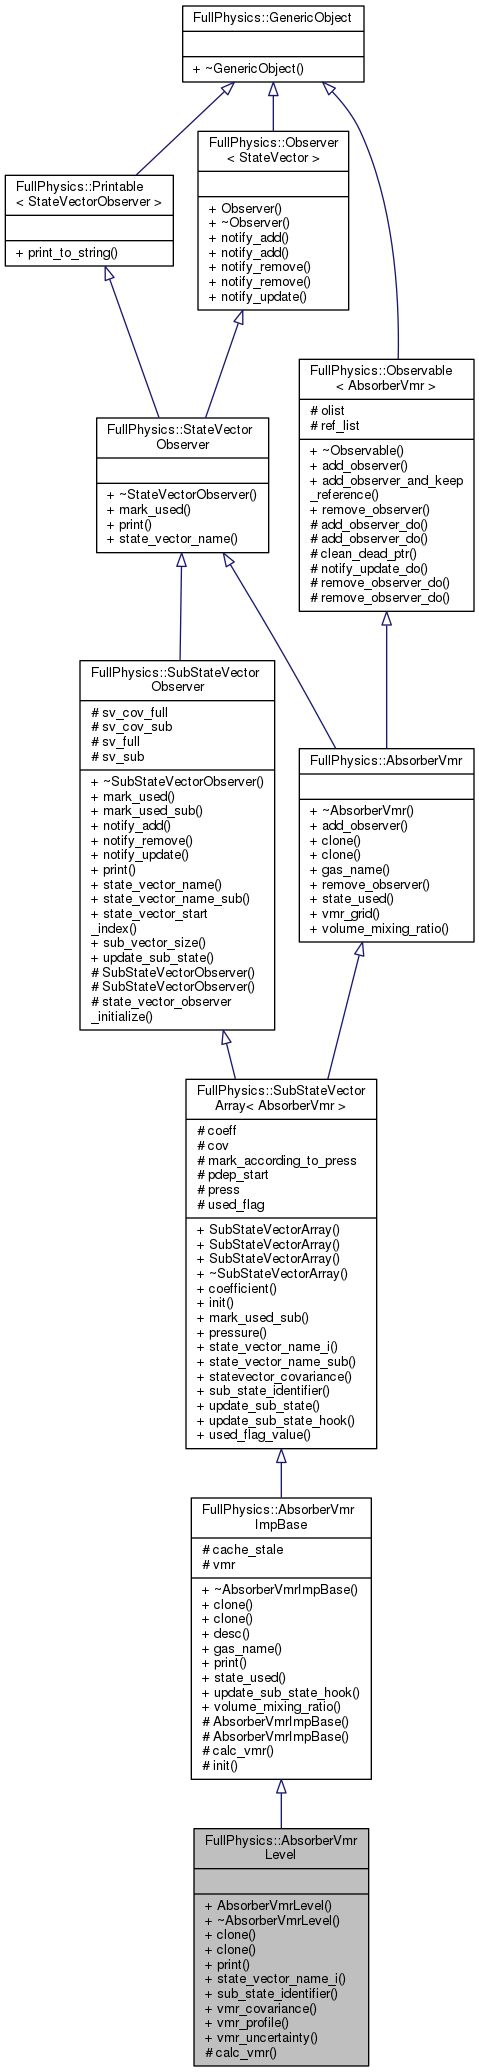 FullPhysics::GenericObject
+ ~GenericObject()
FullPhysics::Observer
< StateVector >
+ Observer()
+ ~Observer()
+ notify_add()
+ notify_add()
+ notify_remove()
+ notify_remove()
+ notify_update()
FullPhysics::Printable
< StateVectorObserver >
+ print_to_string()
FullPhysics::Observable
< AbsorberVmr >
# olist
# ref_list
+ ~Observable()
+ add_observer()
+ add_observer_and_keep
_reference()
+ remove_observer()
# add_observer_do()
# add_observer_do()
# clean_dead_ptr()
# notify_update_do()
# remove_observer_do()
# remove_observer_do()
FullPhysics::StateVector
Observer
+ ~StateVectorObserver()
+ mark_used()
+ print()
+ state_vector_name()
FullPhysics::SubStateVector
Observer
# sv_cov_full
# sv_cov_sub
# sv_full
# sv_sub
+ ~SubStateVectorObserver()
+ mark_used()
+ mark_used_sub()
+ notify_add()
+ notify_remove()
+ notify_update()
+ print()
+ state_vector_name()
+ state_vector_name_sub()
+ state_vector_start
_index()
+ sub_vector_size()
+ update_sub_state()
# SubStateVectorObserver()
# SubStateVectorObserver()
# state_vector_observer
_initialize()
FullPhysics::AbsorberVmr
+ ~AbsorberVmr()
+ add_observer()
+ clone()
+ clone()
+ gas_name()
+ remove_observer()
+ state_used()
+ vmr_grid()
+ volume_mixing_ratio()
FullPhysics::SubStateVector
Array< AbsorberVmr >
# coeff
# cov
# mark_according_to_press
# pdep_start
# press
# used_flag
+ SubStateVectorArray()
+ SubStateVectorArray()
+ SubStateVectorArray()
+ ~SubStateVectorArray()
+ coefficient()
+ init()
+ mark_used_sub()
+ pressure()
+ state_vector_name_i()
+ state_vector_name_sub()
+ statevector_covariance()
+ sub_state_identifier()
+ update_sub_state()
+ update_sub_state_hook()
+ used_flag_value()
FullPhysics::AbsorberVmr
ImpBase
# cache_stale
# vmr
+ ~AbsorberVmrImpBase()
+ clone()
+ clone()
+ desc()
+ gas_name()
+ print()
+ state_used()
+ update_sub_state_hook()
+ volume_mixing_ratio()
# AbsorberVmrImpBase()
# AbsorberVmrImpBase()
# calc_vmr()
# init()
FullPhysics::AbsorberVmr
Level
+ AbsorberVmrLevel()
+ ~AbsorberVmrLevel()
+ clone()
+ clone()
+ print()
+ state_vector_name_i()
+ sub_state_identifier()
+ vmr_covariance()
+ vmr_profile()
+ vmr_uncertainty()
# calc_vmr()